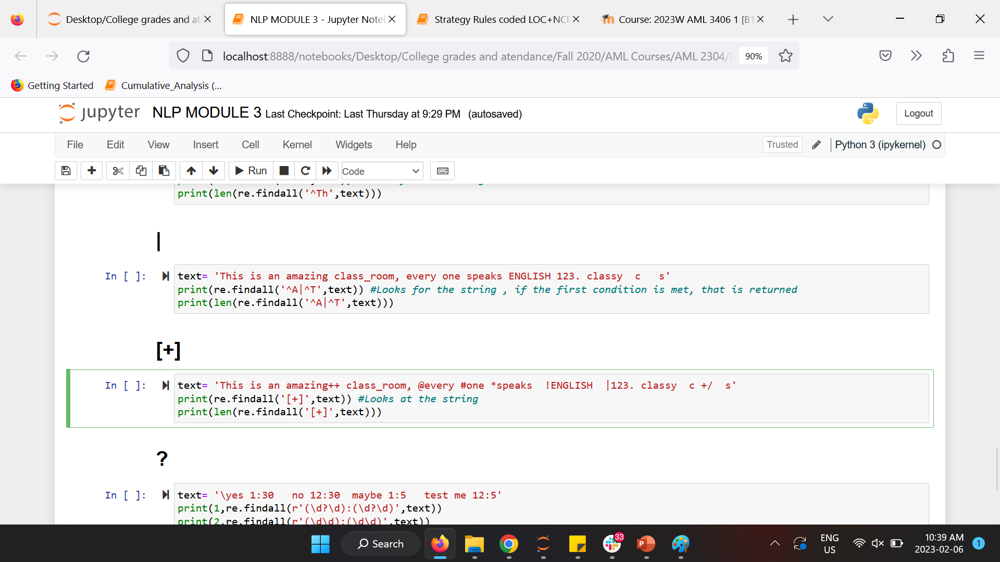 Desktop/College grades and at
NLP MODULE 3 - Jupyter Noteb
Strategy Rules coded LOC+NCP
Course: 2023W AML 3406 1 [B1
localhost:8888/notebooks/Desktop/College grades and atendance/Fall 2020/AML Courses/AML 2304/
90%
Getting Started
Cumulative_Analysis (...
jupyter NLP MODULE 3 Last Checkpoint: Last Thursday at 9:29 PM (autosaved)
Logout
File Edit View Insert Cell Kernel Widgets Help
Trusted
Python 3 (ipykernel)
Run
Code
print(len(re.findall('^Th',text)))
|
In [ ]: text= 'This is an amazing class_room, every one speaks ENGLISH 123. classy  c   s'
print(re.findall('^A|^T',text)) #Looks for the string , if the first condition is met, that is returned
print(len(re.findall('^A|^T',text)))
[+]
In [ ]: text= 'This is an amazing++ class_room, @every #one *speaks  !ENGLISH  |123. classy  c +/  s'
print(re.findall('[+]',text)) #Looks at the string
print(len(re.findall('[+]',text)))
?
In [ ]: text= '\yes 1:30   no 12:30  maybe 1:5   test me 12:5'
print(1,re.findall(r'(\d?\d):(\d?\d)',text))
print(2,re.findall(r'(\d\d):(\d\d)',text))
Search
33
ENG
US
10:39 AM
2023-02-06
1